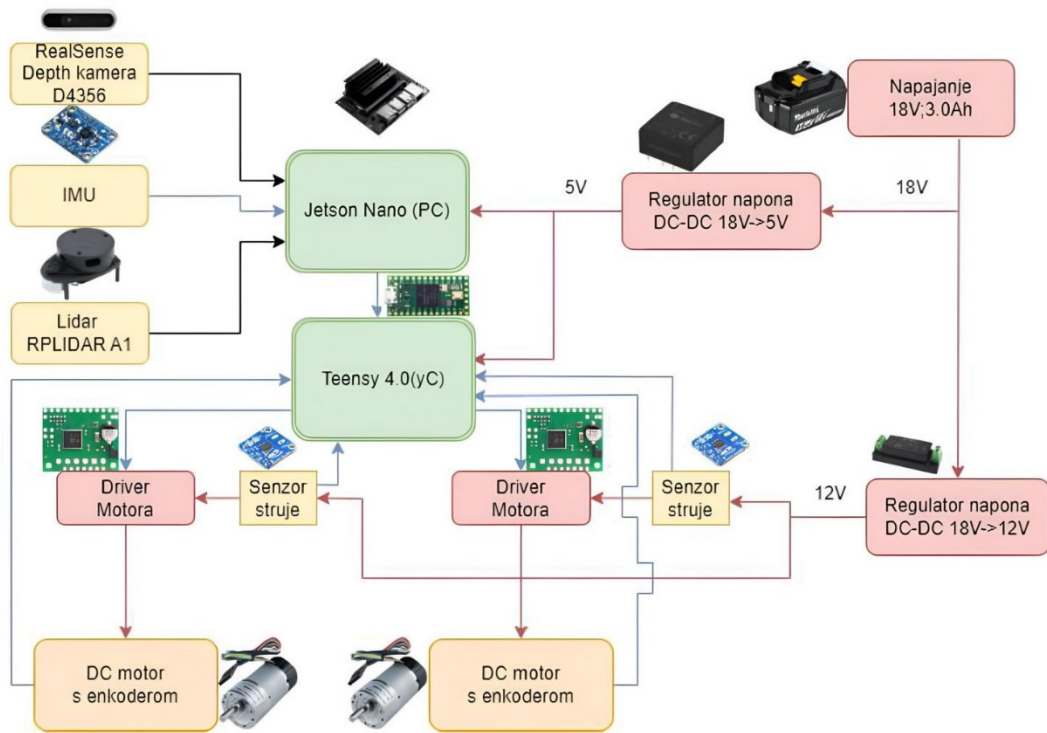 RealSense
Depth kamera
D4356
Napajanje
18V;3.0Ah
IMU
Jetson Nano (PC)
5V
Regulator napona
DC-DC 18V->5V
18V
Lidar
RPLIDAR A1
Teensy 4.0(yC)
Driver
Motora
Senzor
struje
Driver
Motora
Senzor
struje
12V
Regulator napona
DC-DC 18V->12V
DC motor
s enkoderom
DC motor
s enkoderom